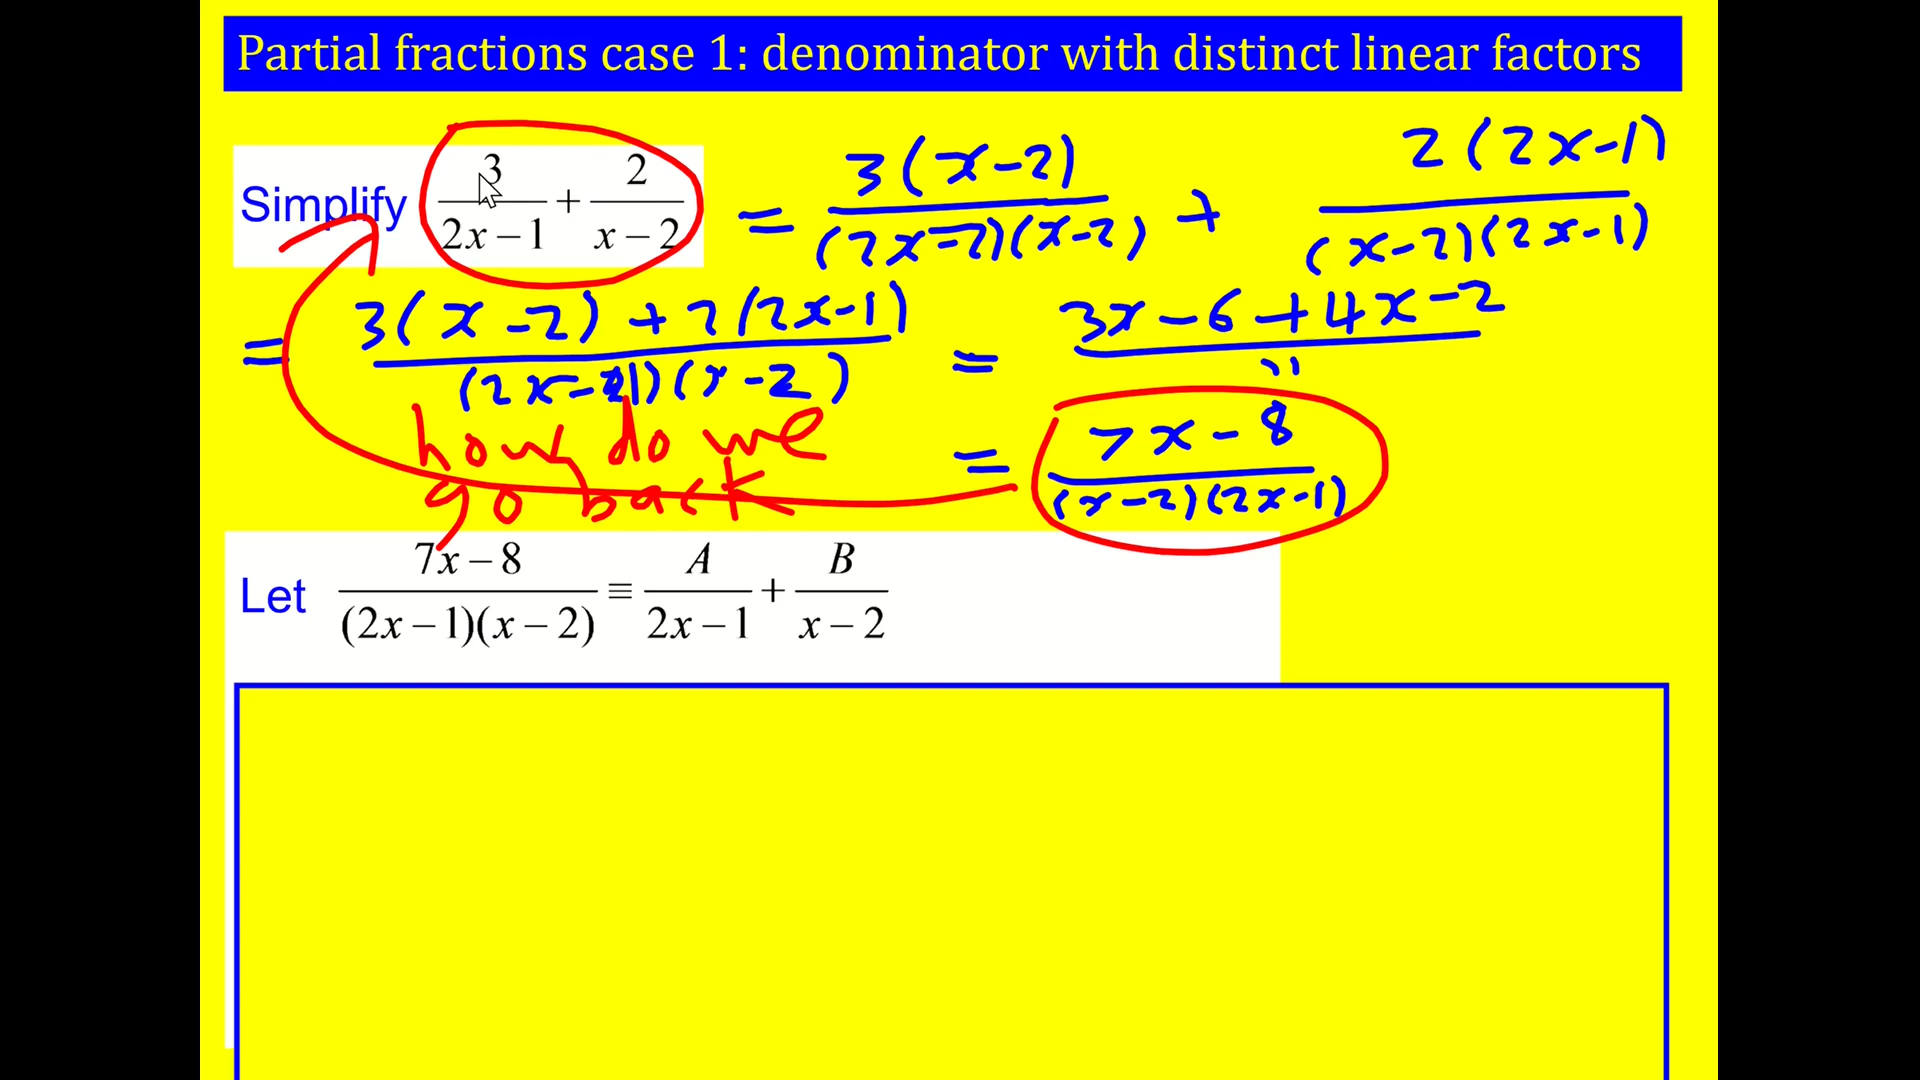 Partial fractions case 1: denominator with distinct linear factors
Simplify 3/(2x − 1) + 2/(x − 2) = 3(x-2)/((2x-2)(x-2)) + 2(2x-1)/((x-2)(2x-1))
= (3(x-2) + 2(2x-1))/((2x-1)(x-2)) = (3x-6+4x-2)/"
how do we
go back
= (7x-8)/((x-2)(2x-1))
Let (7x − 8)/((2x − 1)(x − 2)) ≡ A/(2x − 1) + B/(x − 2)